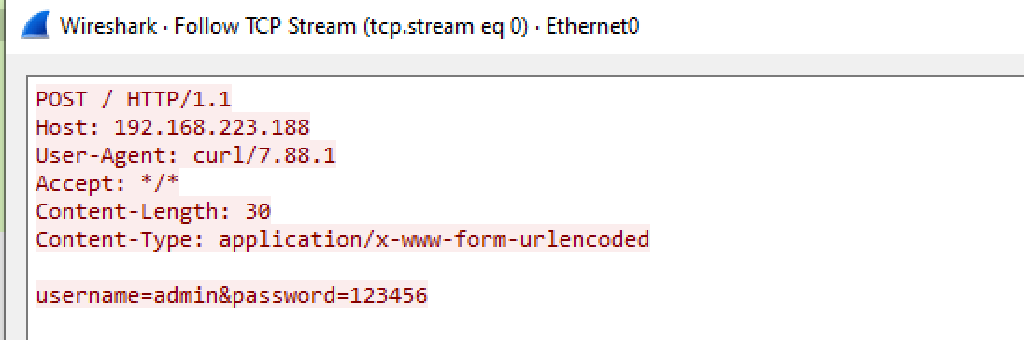 Wireshark · Follow TCP Stream (tcp.stream eq 0) · Ethernet0
POST / HTTP/1.1
Host: 192.168.223.188
User-Agent: curl/7.88.1
Accept: */*
Content-Length: 30
Content-Type: application/x-www-form-urlencoded
username=admin&password=123456